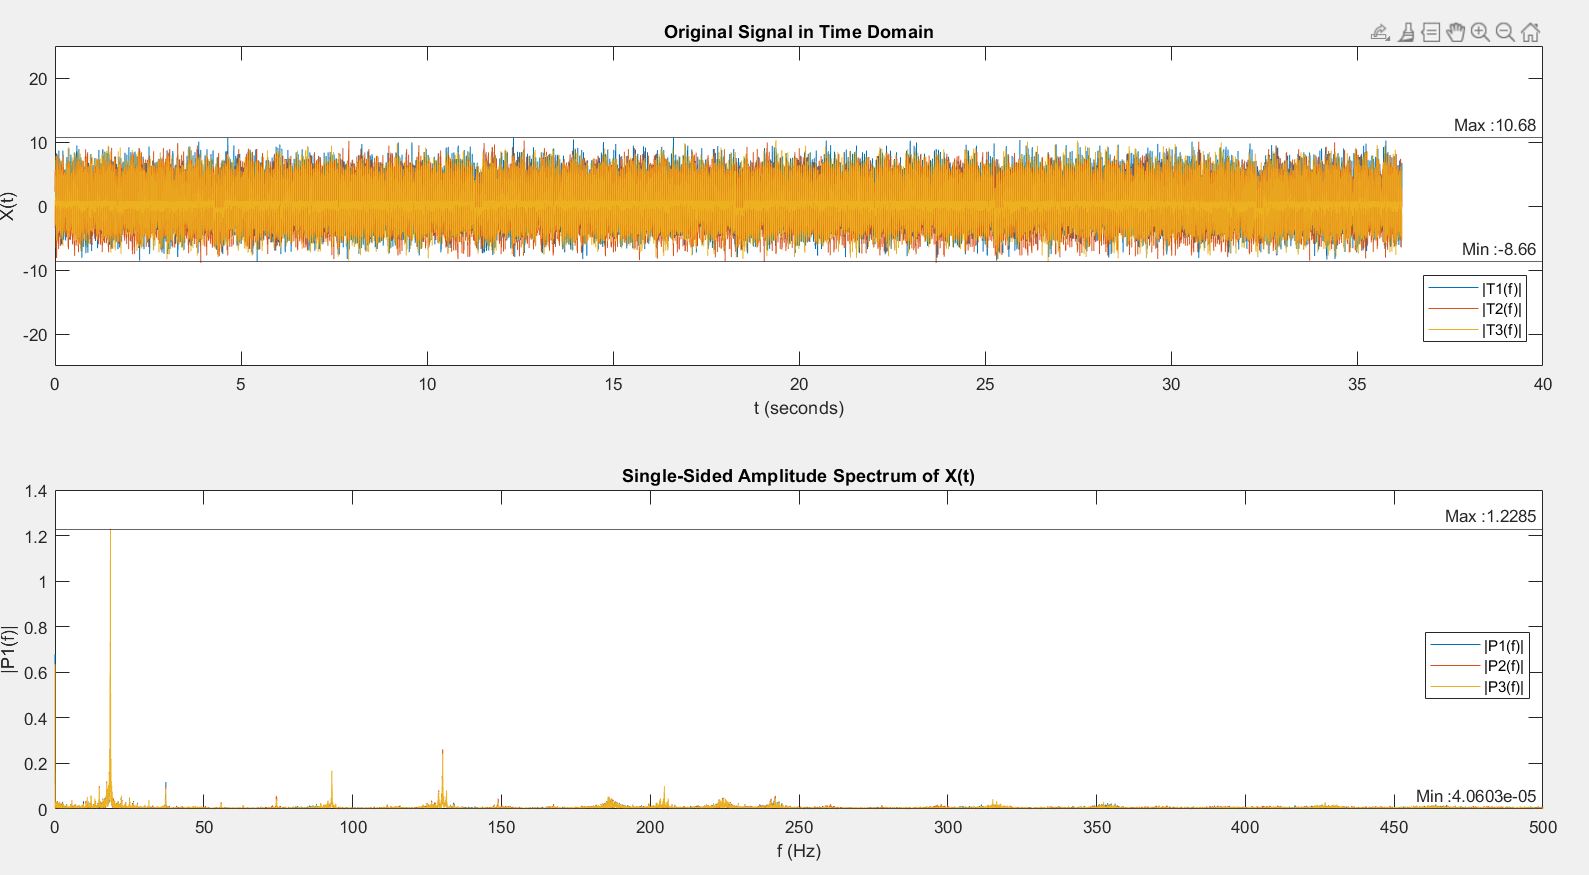 Original Signal in Time Domain
20
10
0
-10
-20
X(t)
Max :10.68
Min :-8.66
|T1(f)|
|T2(f)|
|T3(f)|
0 5 10 15 20 25 30 35 40
t (seconds)
Single-Sided Amplitude Spectrum of X(t)
1.4
1.2
1
0.8
0.6
0.4
0.2
0
|P1(f)|
Max :1.2285
|P1(f)|
|P2(f)|
|P3(f)|
Min :4.0603e-05
0 50 100 150 200 250 300 350 400 450 500
f (Hz)